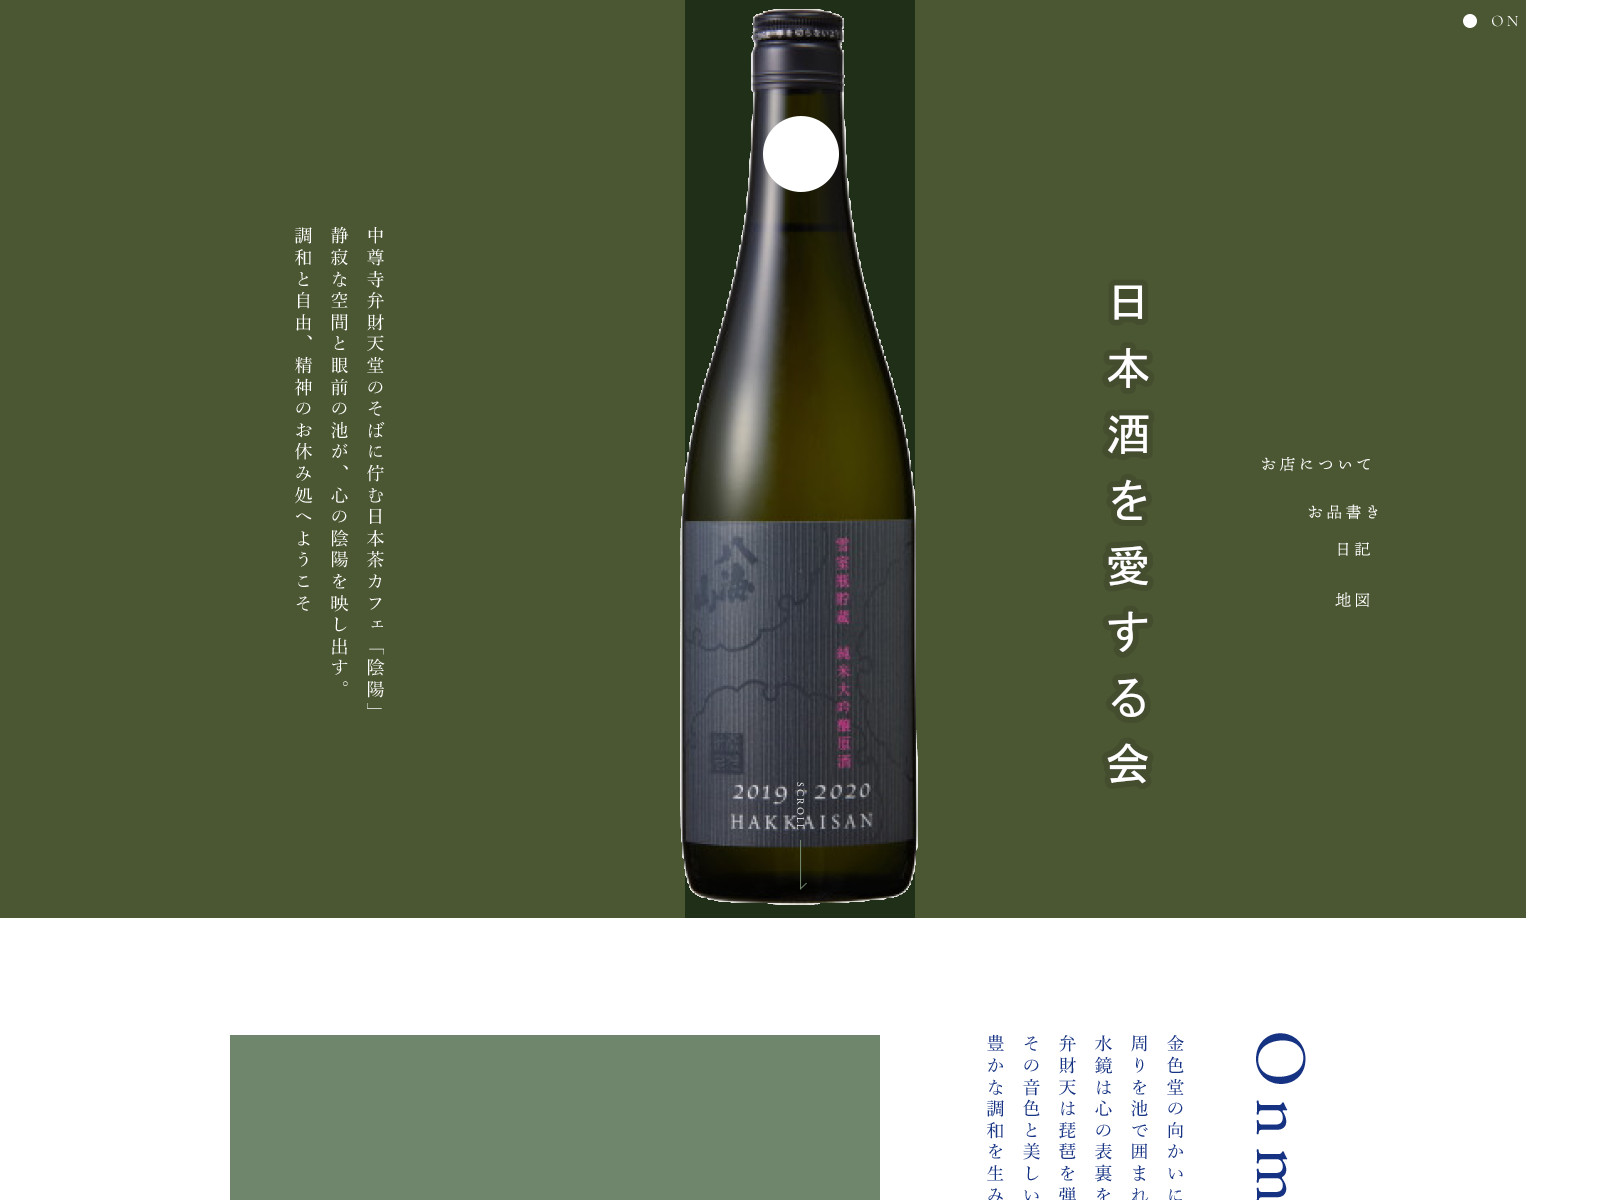 ON
お店について
お品書き
日記
地図
日本酒を愛する会
雪室瓶貯蔵 純米大吟醸原酒
八海山
2019 2020
HAKKAISAN
SCROLL
中尊寺弁財天堂のそばに佇む日本茶カフェ「陰陽」
静寂な空間と眼前の池が、心の陰陽を映し出す。
調和と自由、精神のお休み処へようこそ
Onm
金色堂の向かいに
周りを池で囲まれ
水鏡は心の表裏を
弁財天は琵琶を弾
その音色と美しい
豊かな調和を生み